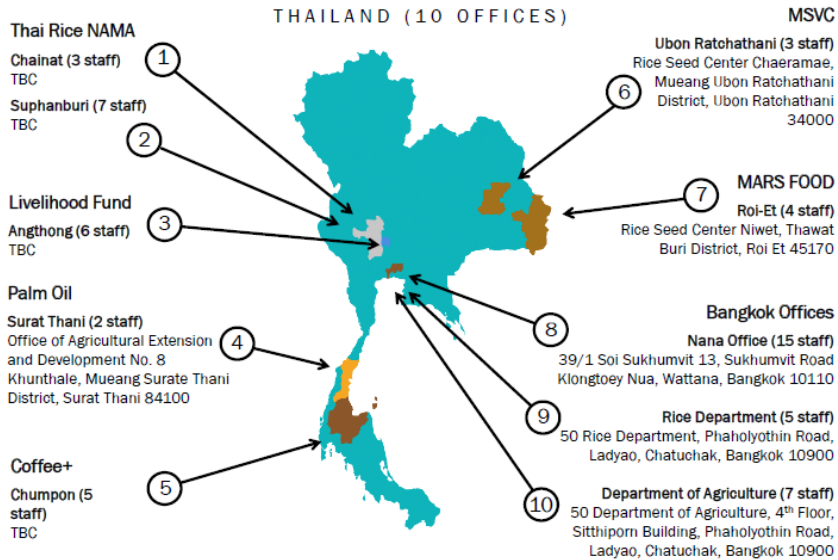 THAILAND (10 OFFICES)
Thai Rice NAMA
Chainat (3 staff)
TBC
Suphanburi (7 staff)
TBC
Livelihood Fund
Angthong (6 staff)
TBC
Palm Oil
Surat Thani (2 staff)
Office of Agricultural Extension
and Development No. 8
Khunthale, Mueang Surate Thani
District, Surat Thani 84100
Coffee+
Chumpon (5
staff)
TBC
1
2
3
4
5
MSVC
Ubon Ratchathani (3 staff)
Rice Seed Center Chaeramae,
Mueang Ubon Ratchathani
District, Ubon Ratchathani
34000
6
7
MARS FOOD
Roi-Et (4 staff)
Rice Seed Center Niwet, Thawat
Buri District, Roi Et 45170
Bangkok Offices
8
Nana Office (15 staff)
39/1 Soi Sukhumvit 13, Sukhumvit Road
Klongtoey Nua, Wattana, Bangkok 10110
9
Rice Department (5 staff)
50 Rice Department, Phaholyothin Road,
Ladyao, Chatuchak, Bangkok 10900
10
Department of Agriculture (7 staff)
50 Department of Agriculture, 4th Floor,
Sitthiporn Building, Phaholyothin Road,
Ladyao, Chatuchak, Bangkok 10900